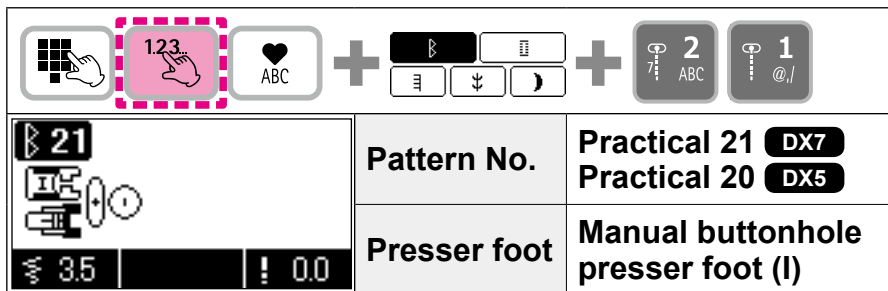 1.2.3...
ABC
7 2 ABC
1 @,/
21
I
Pattern No.
Practical 21 DX7
Practical 20 DX5
3.5
! 0.0
Presser foot
Manual buttonhole
presser foot (I)